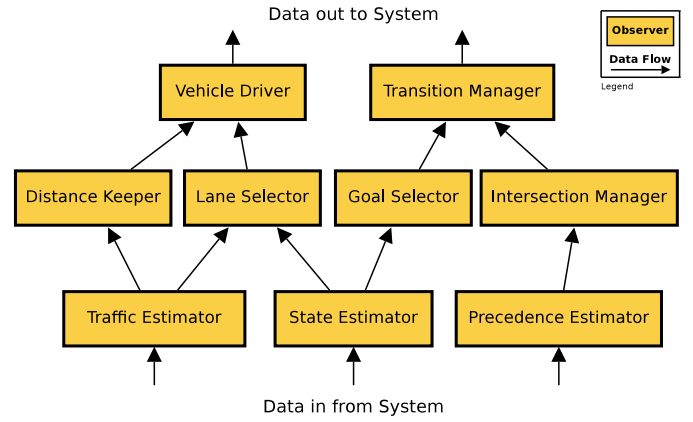 Data out to System
Observer
Data Flow
Legend
Vehicle Driver
Transition Manager
Distance Keeper
Lane Selector
Goal Selector
Intersection Manager
Traffic Estimator
State Estimator
Precedence Estimator
Data in from System